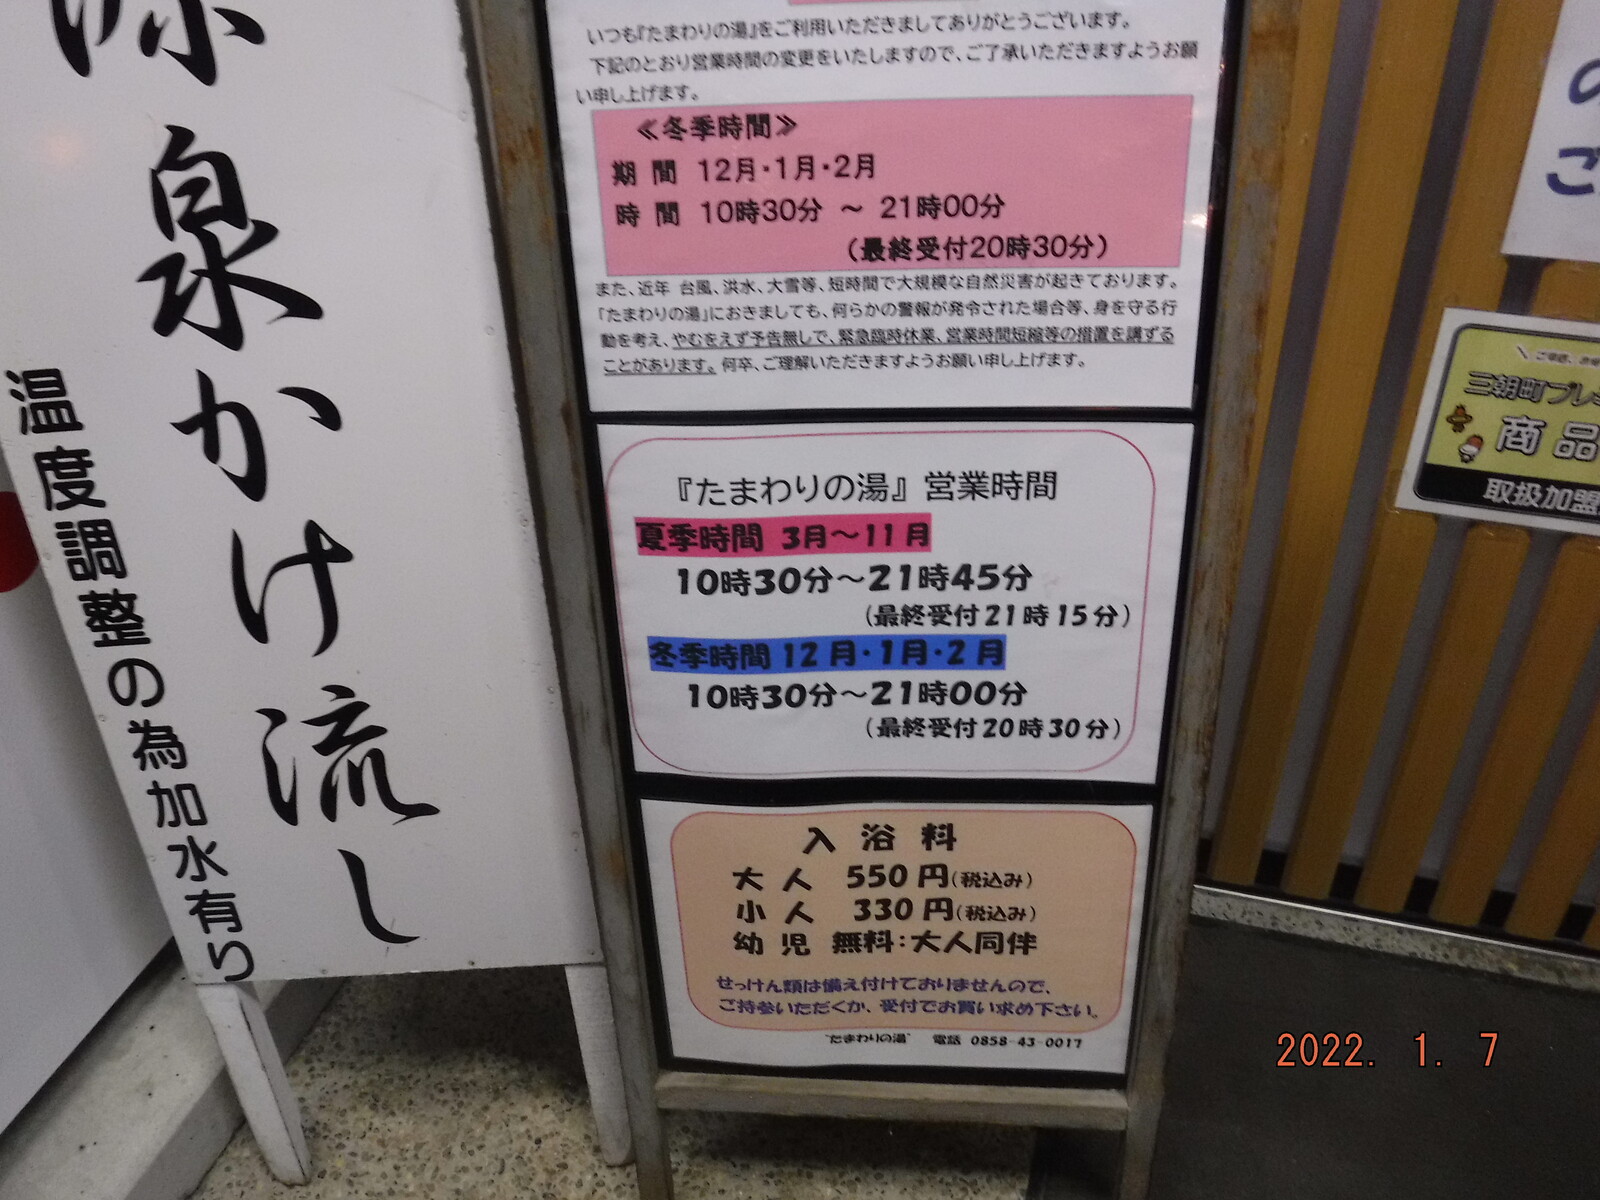 泉かけ流し
温度調整の為加水有り
いつも『たまわりの湯』をご利用いただきましてありがとうございます。
下記のとおり営業時間の変更をいたしますので、ご了承いただきますようお願
い申し上げます。
≪冬季時間≫
期 間 12月・1月・2月
時 間 10時30分 ～ 21時00分
(最終受付20時30分)
また、近年 台風、洪水、大雪等、短時間で大規模な自然災害が起きております。
「たまわりの湯」におきましても、何らかの警報が発令された場合等、身を守る行
動を考え、やむをえず予告無しで、緊急臨時休業、営業時間短縮等の措置を講ずる
ことがあります。何卒、ご理解いただきますようお願い申し上げます。
『たまわりの湯』営業時間
夏季時間 3月～11月
10時30分～21時45分
(最終受付21時15分)
冬季時間 12月・1月・2月
10時30分～21時00分
(最終受付20時30分)
入浴料
大人 550円(税込み)
小人 330円(税込み)
幼児 無料:大人同伴
せっけん類は備え付けておりませんので、
ご持参いただくか、受付でお買い求め下さい。
"たまわりの湯" 電話 0858-43-0017
の
ご
三朝町プレ
商品
取扱加盟
2022. 1. 7